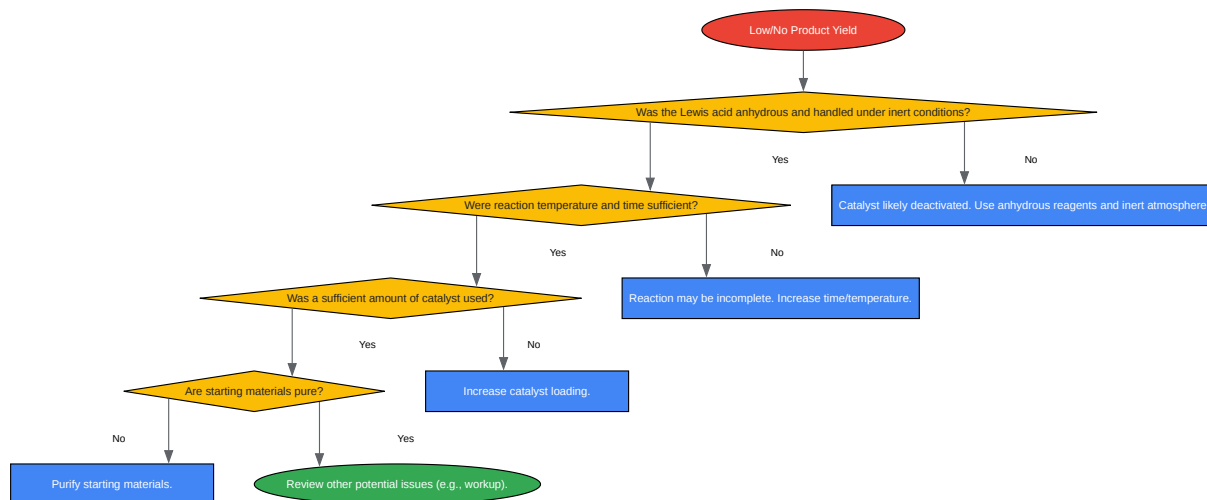 Low/No Product Yield
Was the Lewis acid anhydrous and handled under inert conditions?
Yes
No
Were reaction temperature and time sufficient?
Catalyst likely deactivated. Use anhydrous reagents and inert atmosphere
Yes
No
Was a sufficient amount of catalyst used?
Reaction may be incomplete. Increase time/temperature.
Yes
No
Are starting materials pure?
Increase catalyst loading.
No
Yes
Purify starting materials.
Review other potential issues (e.g., workup).